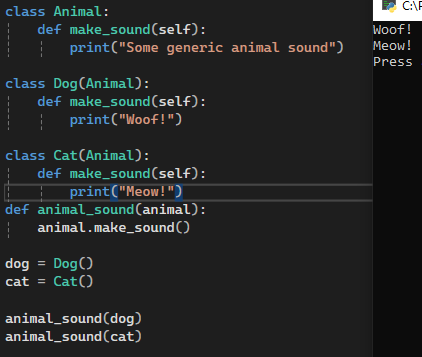 class Animal:
    def make_sound(self):
        print("Some generic animal sound")

class Dog(Animal):
    def make_sound(self):
        print("Woof!")

class Cat(Animal):
    def make_sound(self):
        print("Meow!")
def animal_sound(animal):
    animal.make_sound()

dog = Dog()
cat = Cat()

animal_sound(dog)
animal_sound(cat)
Woof!
Meow!
Press